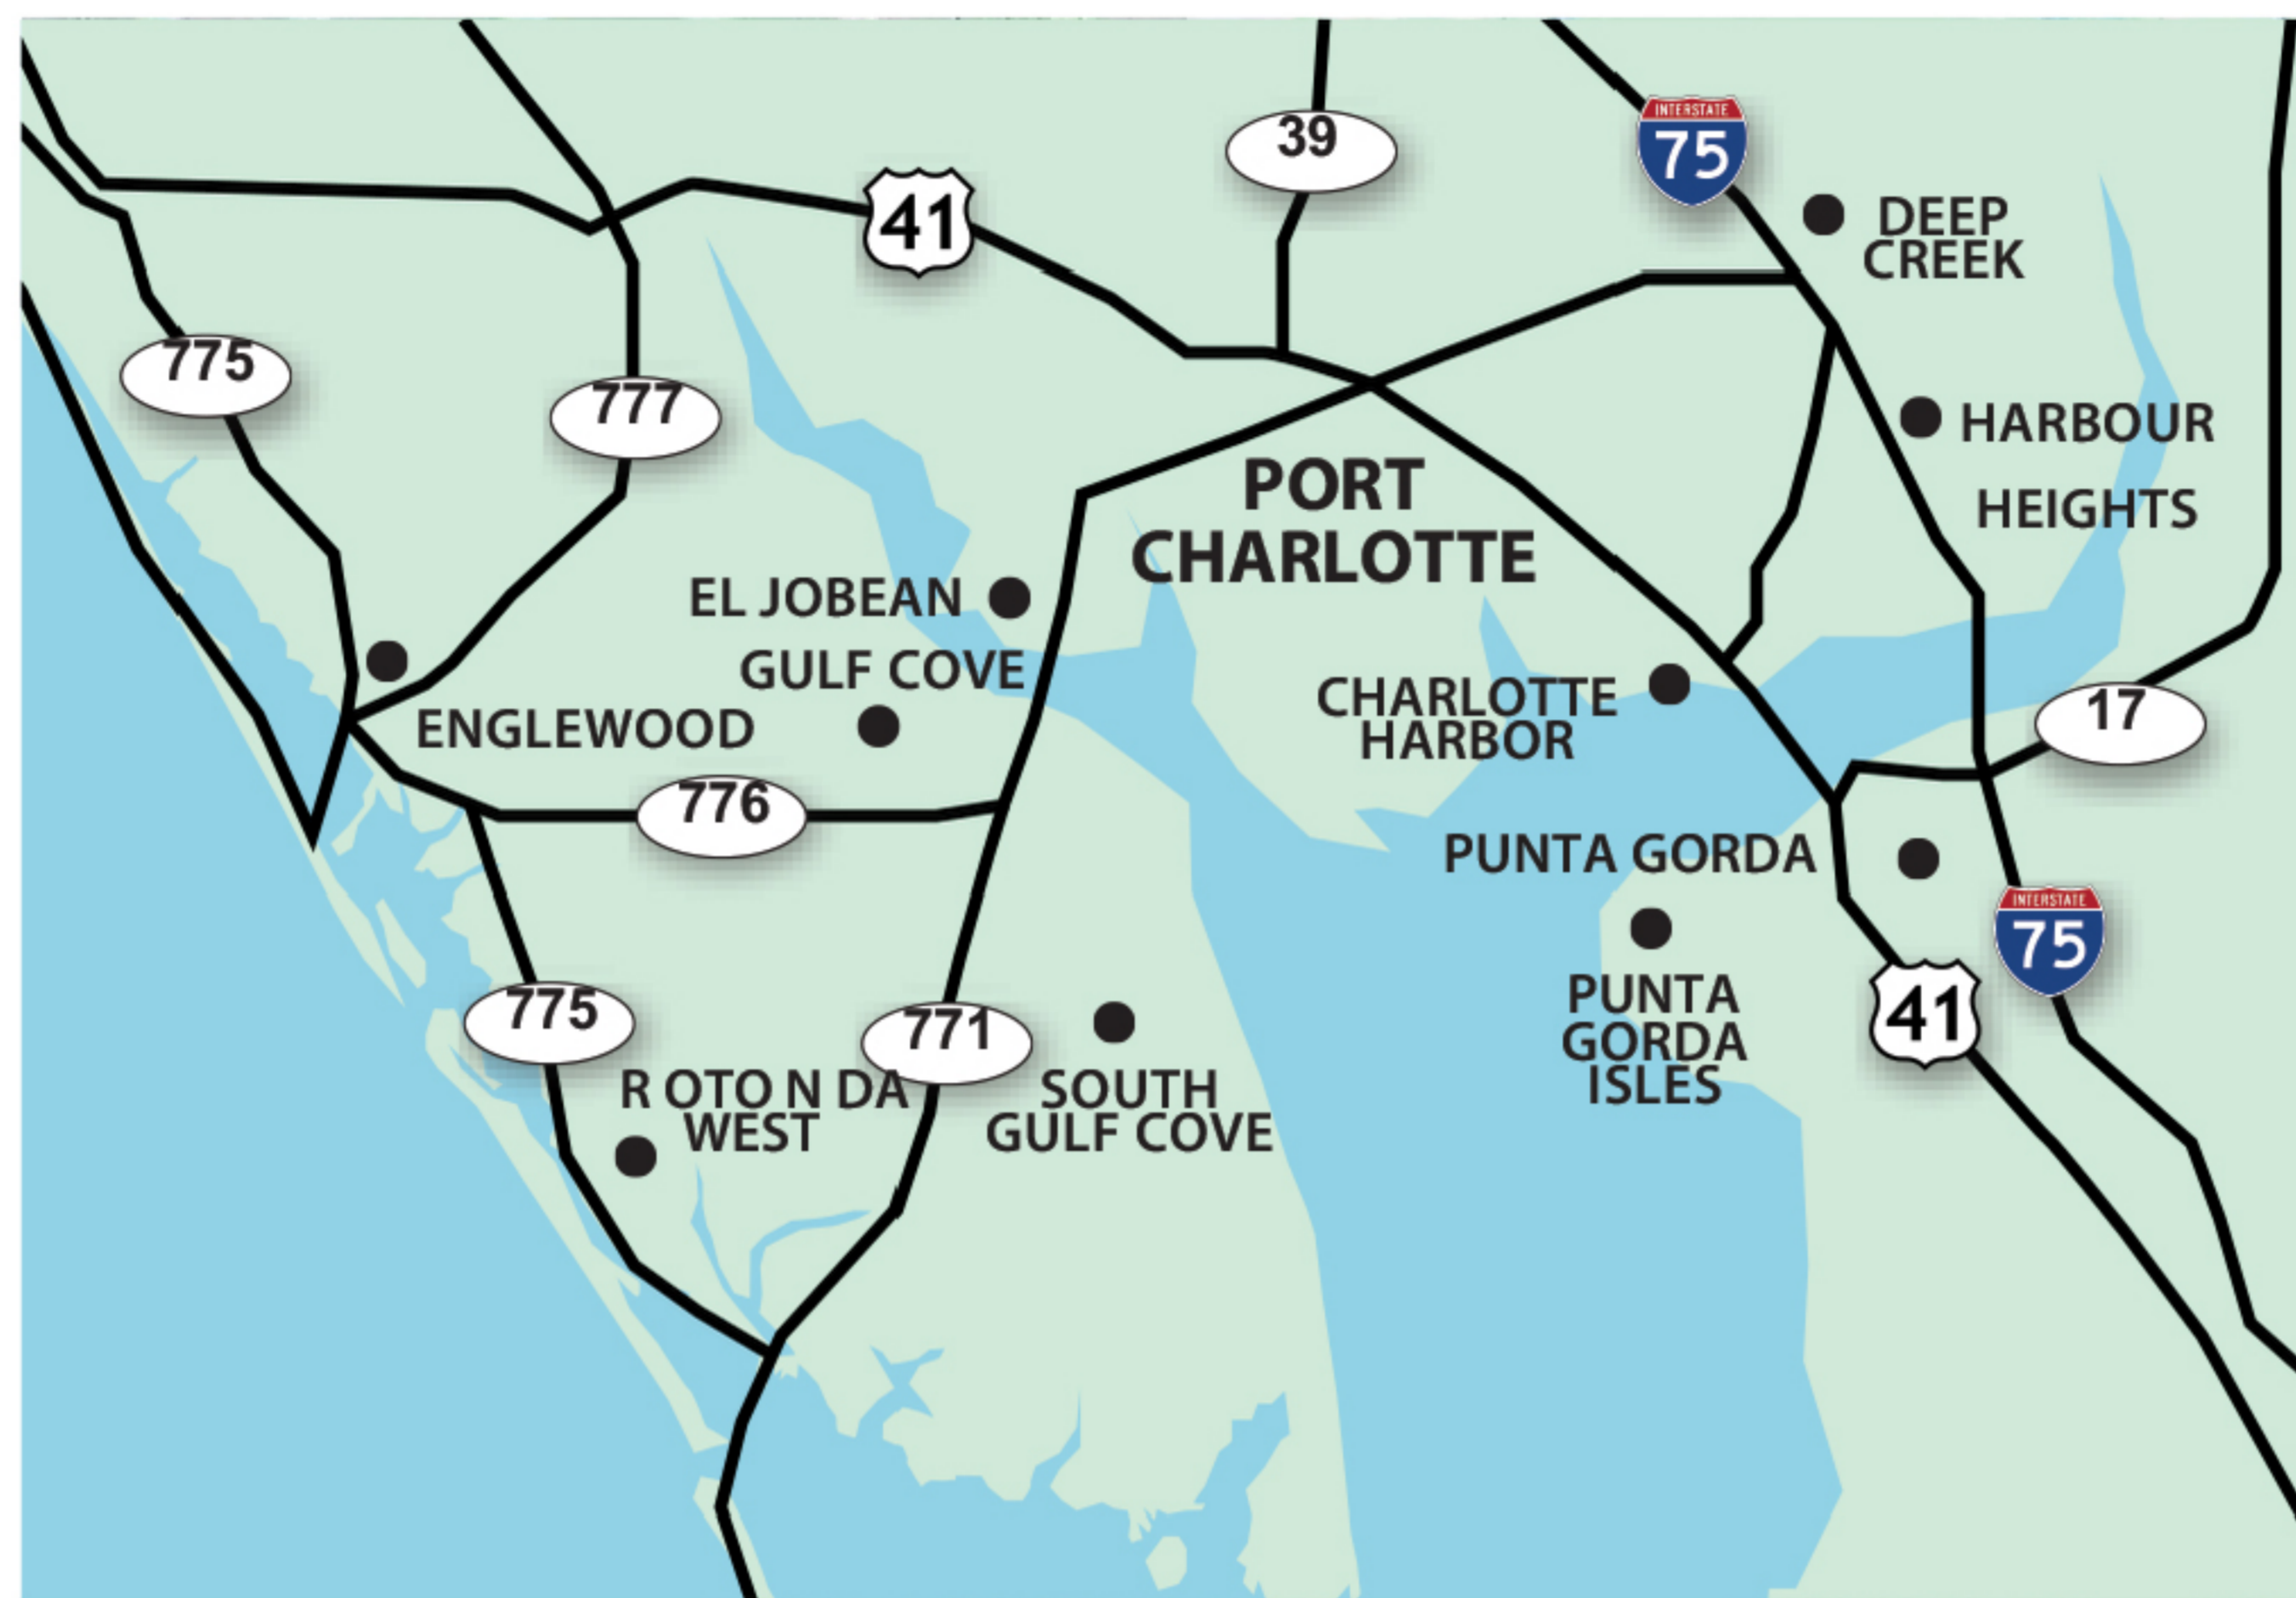 39
INTERSTATE
75
41
DEEP
CREEK
775
777
HARBOUR
HEIGHTS
PORT
CHARLOTTE
EL JOBEAN
GULF COVE
ENGLEWOOD
CHARLOTTE
HARBOR
17
776
PUNTA GORDA
INTERSTATE
75
PUNTA
GORDA
ISLES
41
775
771
R OTO N DA
WEST
SOUTH
GULF COVE